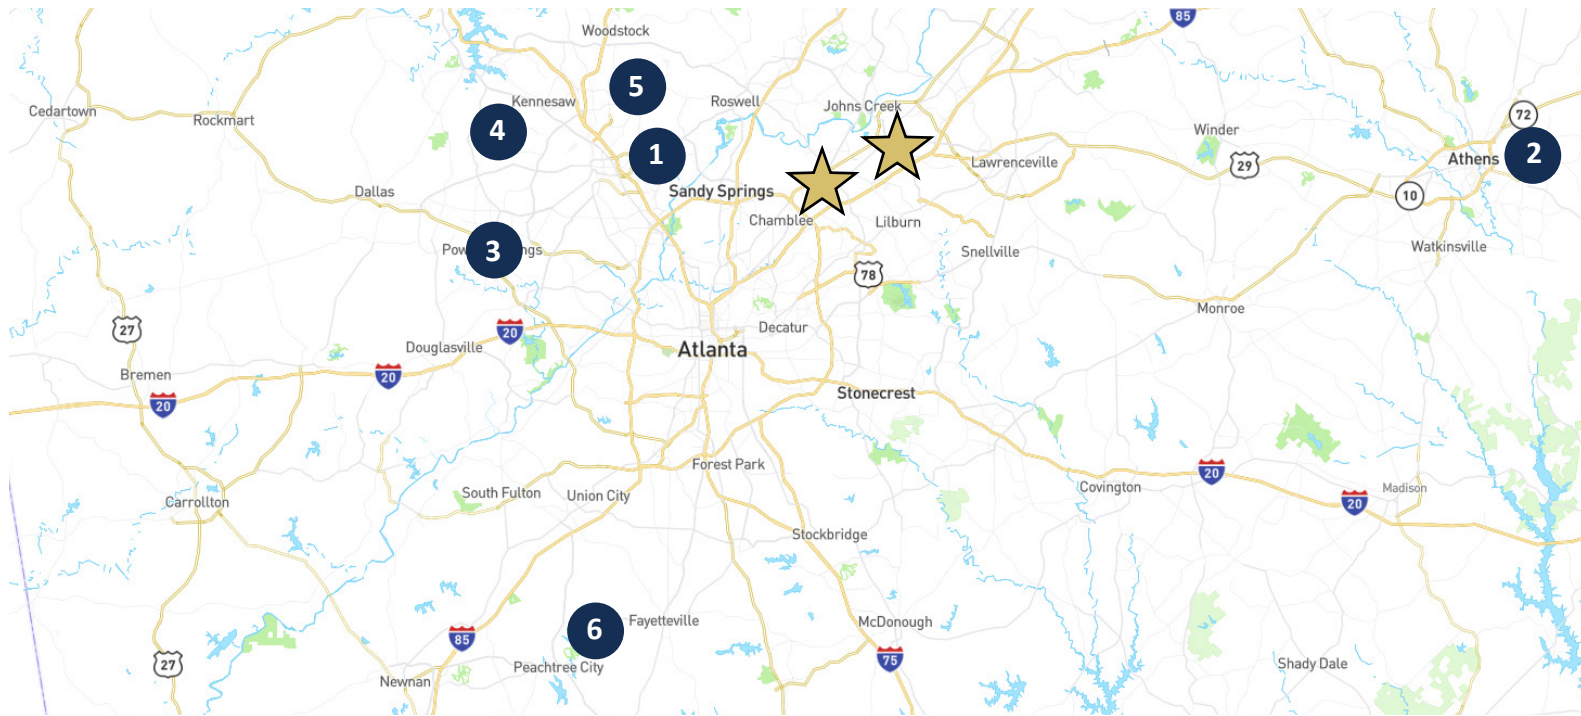 85
Woodstock
5
Kennesaw
Roswell
Johns Creek
Cedartown
Rockmart
72
4
Winder
1
Lawrenceville
29
Athens
2
Dallas
Sandy Springs
10
Chamblee
Lilburn
Pow
3
ngs
Snellville
Watkinsville
78
Monroe
27
20
Decatur
Douglasville
Atlanta
Bremen
20
20
Stonecrest
Forest Park
20
Covington
Madison
South Fulton
Union City
Carrollton
20
Stockbridge
6
Fayetteville
McDonough
85
75
27
Peachtree City
Shady Dale
Newnan